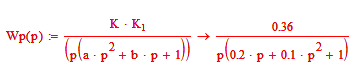 Wp(p) := K · K₁ / (p(a · p² + b · p + 1)) → 0.36 / p(0.2 · p + 0.1 · p² + 1)